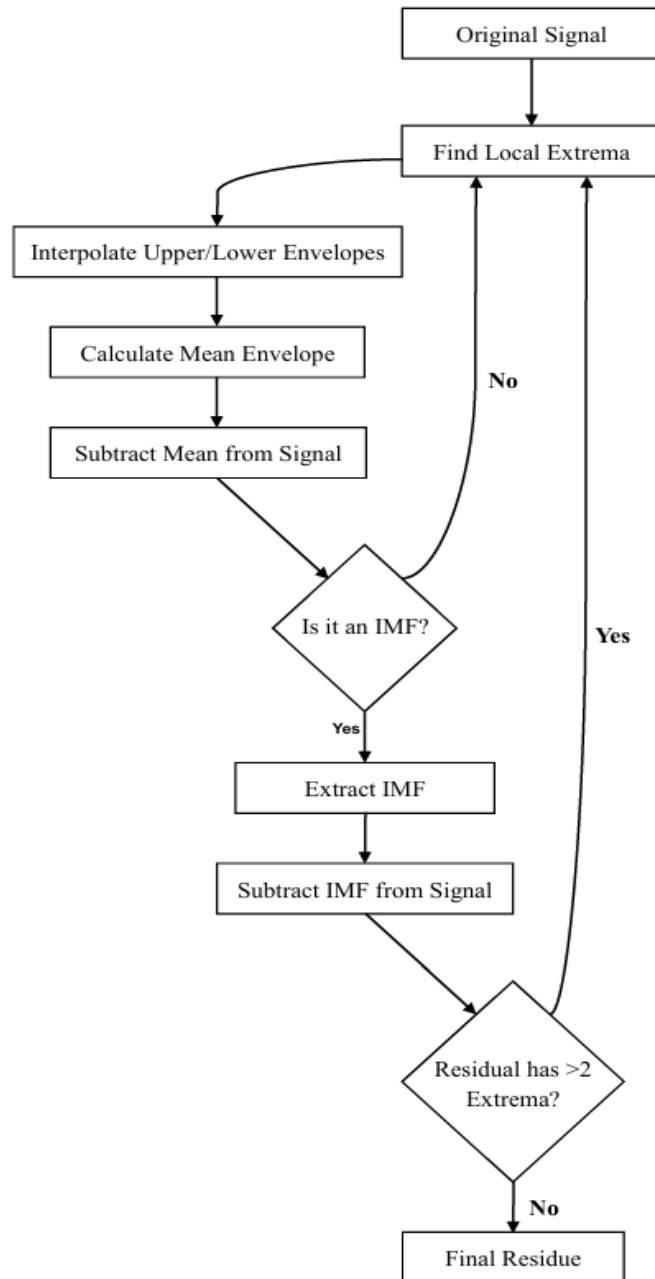 Original Signal
Find Local Extrema
Interpolate Upper/Lower Envelopes
Calculate Mean Envelope
No
Subtract Mean from Signal
Is it an IMF?
Yes
Yes
Extract IMF
Subtract IMF from Signal
Residual has >2
Extrema?
No
Final Residue